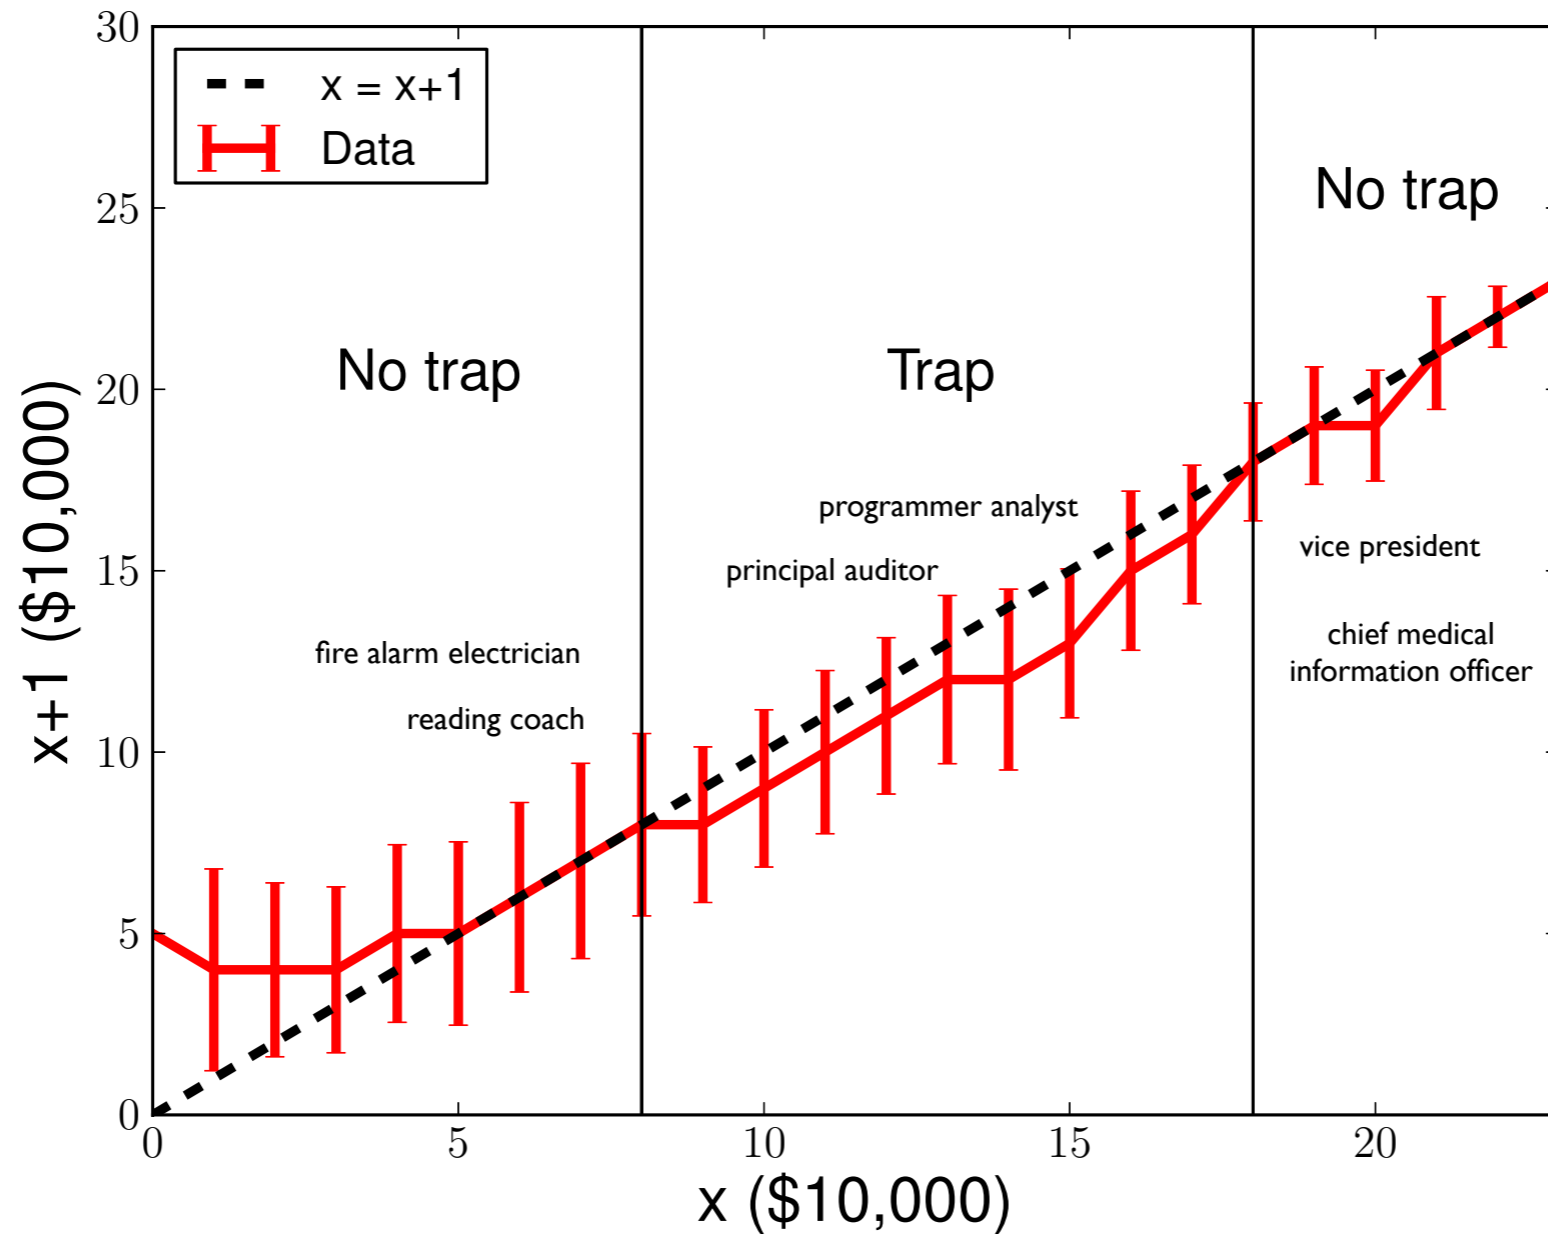 30
25
20
15
10
5
0
x+1 ($10,000)
x = x+1
Data
No trap
Trap
No trap
programmer analyst
principal auditor
fire alarm electrician
reading coach
vice president
chief medical
information officer
0
5
10
15
20
x ($10,000)